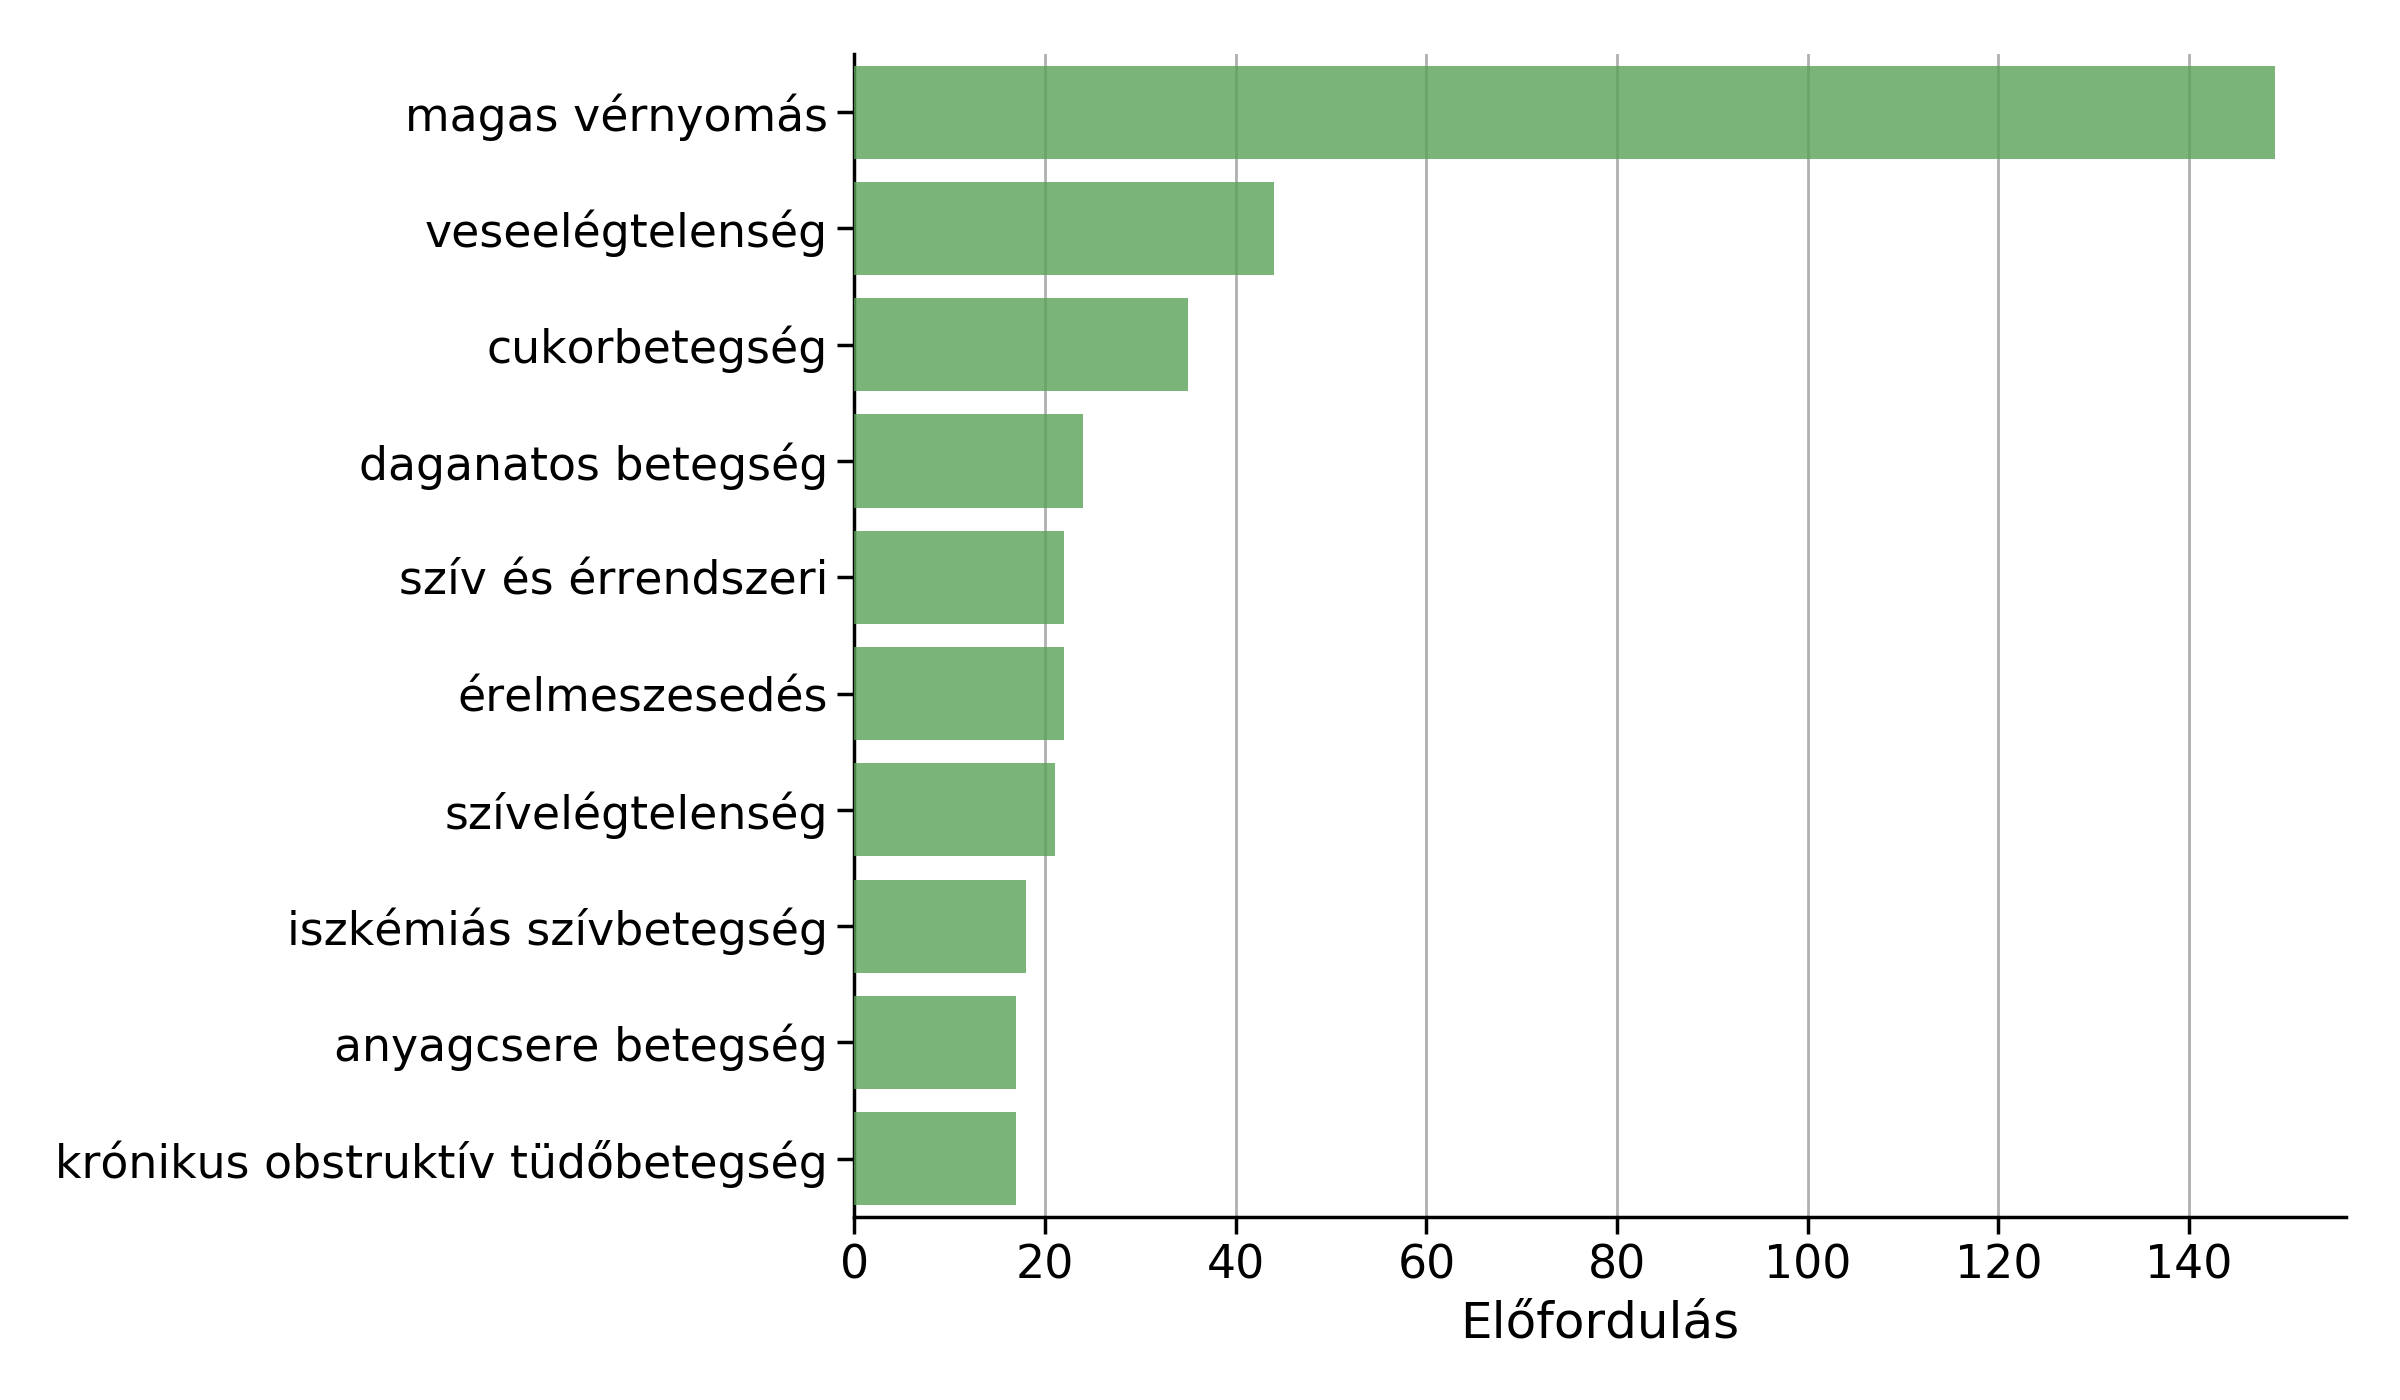 magas vérnyomás
veseelégtelenség
cukorbetegség
daganatos betegség
szív és érrendszeri
érelmeszesedés
szívelégtelenség
iszkémiás szívbetegség
anyagcsere betegség
krónikus obstruktív tüdőbetegség
0 20 40 60 80 100 120 140
Előfordulás